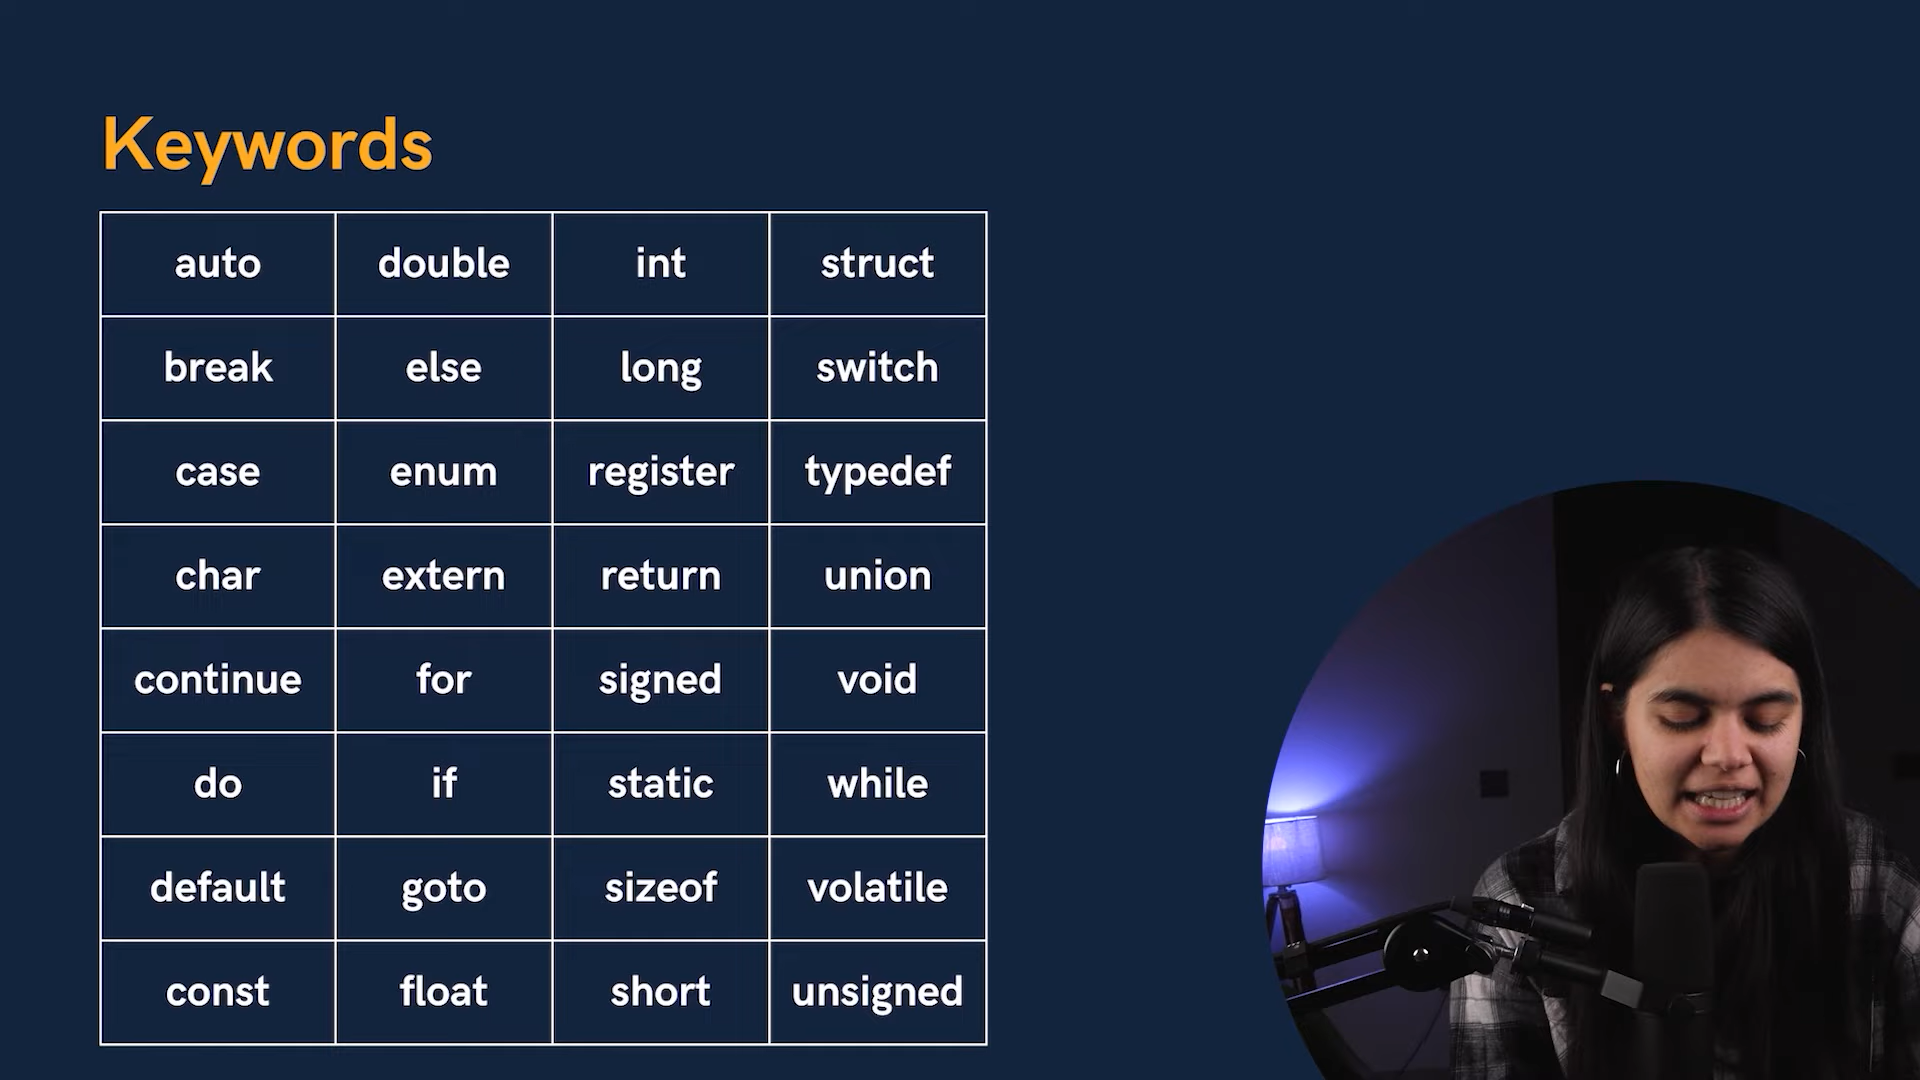 Keywords
auto double int struct
break else long switch
case enum register typedef
char extern return union
continue for signed void
do if static while
default goto sizeof volatile
const float short unsigned